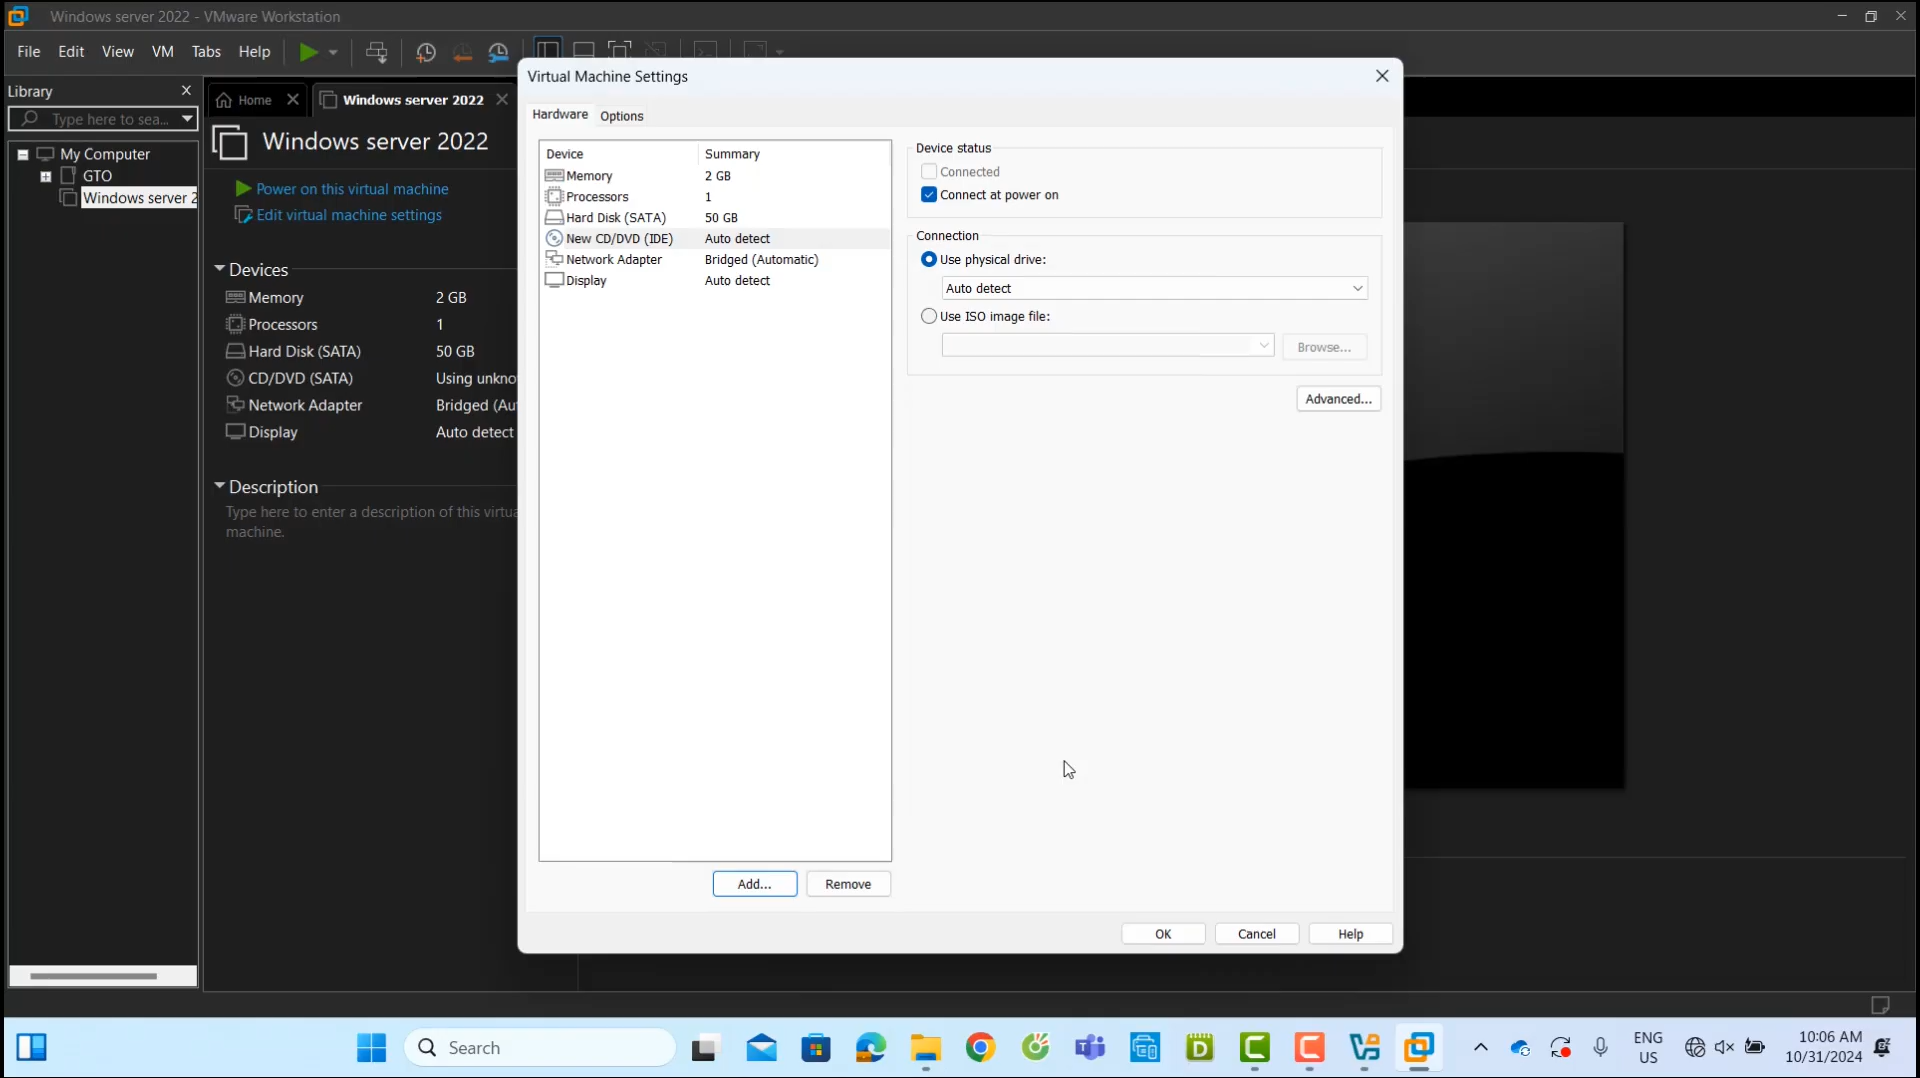 Windows server 2022 - VMware Workstation
File Edit View VM Tabs Help
Library
Type here to sea...
My Computer
GTO
Windows server 2
Home
Windows server 2022
Windows server 2022
Power on this virtual machine
Edit virtual machine settings
Devices
Memory 2 GB
Processors 1
Hard Disk (SATA) 50 GB
CD/DVD (SATA) Using unkno
Network Adapter Bridged (Au
Display Auto detect
Description
Type here to enter a description of this virtua
machine.
Virtual Machine Settings
Hardware Options
Device Summary
Memory 2 GB
Processors 1
Hard Disk (SATA) 50 GB
New CD/DVD (IDE) Auto detect
Network Adapter Bridged (Automatic)
Display Auto detect
Add... Remove
Device status
Connected
Connect at power on
Connection
Use physical drive:
Auto detect
Use ISO image file:
Browse...
Advanced...
OK Cancel Help
Search
ENG
US
10:06 AM
10/31/2024